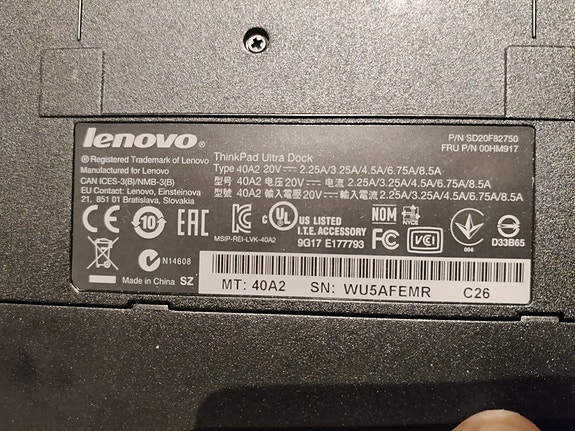 lenovo®
P/N SD20F82750
FRU P/N 00HM917
® Registered Trademark of Lenovo
Manufactured for Lenovo
CAN ICES-3(B)/NMB-3(B)
EU Contact: Lenovo, Einsteinova
21, 851 01 Bratislava, Slovakia
ThinkPad Ultra Dock
Type 40A2 20V ⎓ 2.25A/3.25A/4.5A/6.75A/8.5A
型号 40A2 电压 20V ⎓ 电流 2.25A/3.25A/4.5A/6.75A/8.5A
型號 40A2 輸入電壓 20V ⎓ 輸入電流 2.25A/3.25A/4.5A/6.75A/8.5A
CE 10 EAC
MSIP-REI-LVK-40A2
c UL US LISTED
I.T.E. ACCESSORY
9G17 E177793
NOM NYCE
FC VCI
004
D33B65
N14608
Made in China SZ
MT: 40A2 SN: WU5AFEMR C26